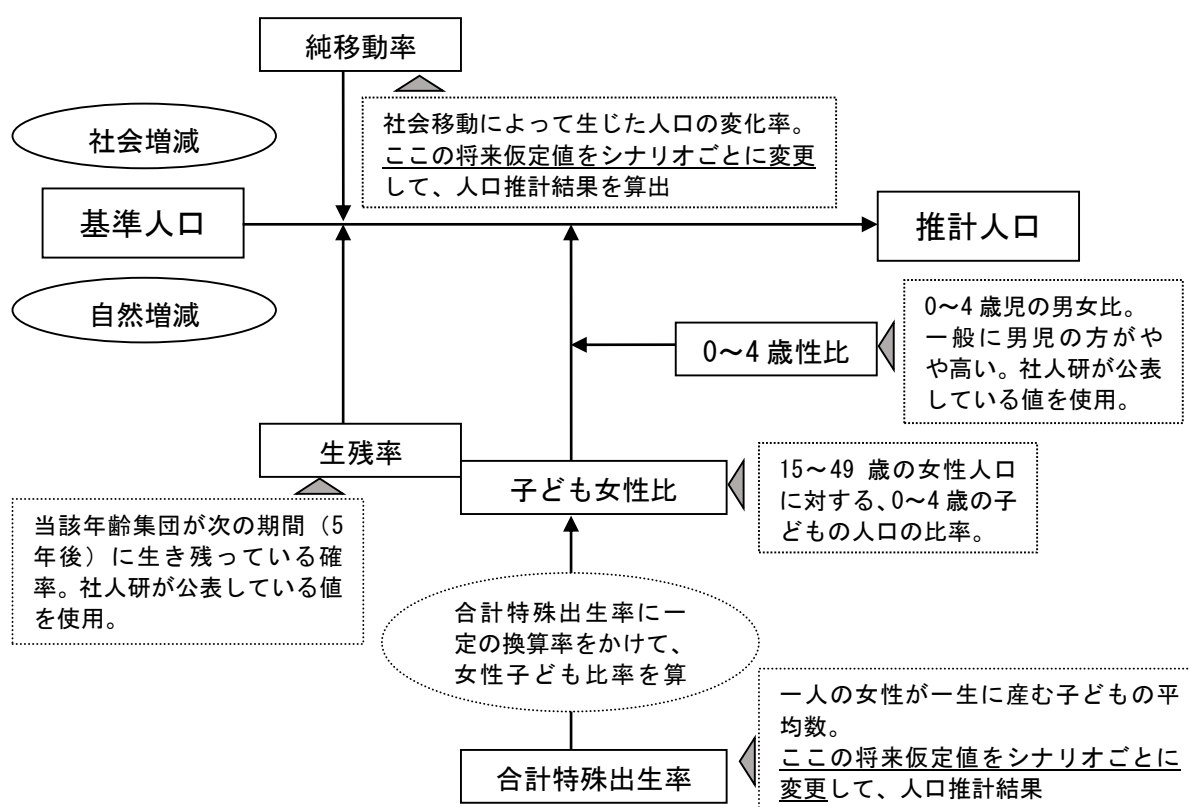 純移動率
社会移動によって生じた人口の変化率。
ここの将来仮定値をシナリオごとに変更
して、人口推計結果を算出
社会増減
基準人口
推計人口
自然増減
0～4歳性比
0～4歳児の男女比。
一般に男児の方がや
や高い。社人研が公表
している値を使用。
生残率
子ども女性比
15～49 歳の女性人口
に対する、0～4歳の子
どもの人口の比率。
当該年齢集団が次の期間（5
年後）に生き残っている確
率。社人研が公表している値
を使用。
合計特殊出生率に一
定の換算率をかけて、
女性子ども比率を算
合計特殊出生率
一人の女性が一生に産む子どもの平
均数。
ここの将来仮定値をシナリオごとに
変更して、人口推計結果